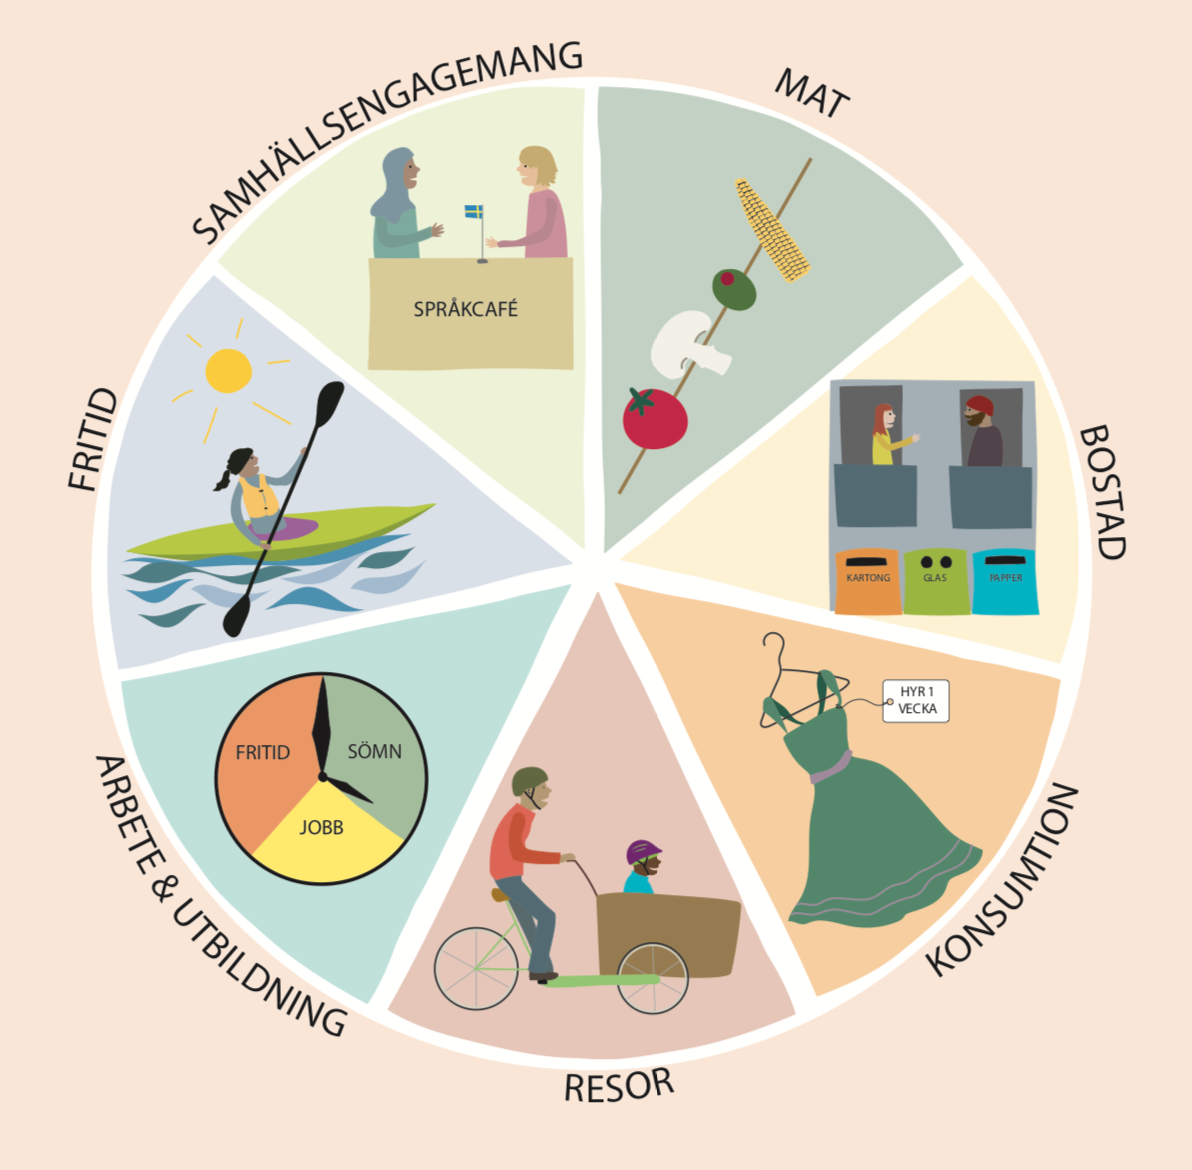 SAMHÄLLSENGAGEMANG
MAT
SPRÅKCAFÉ
FRITID
BOSTAD
KARTONG
GLAS
PAPPER
HYR 1
VECKA
FRITID
SÖMN
JOBB
ARBETE & UTBILDNING
KONSUMTION
RESOR